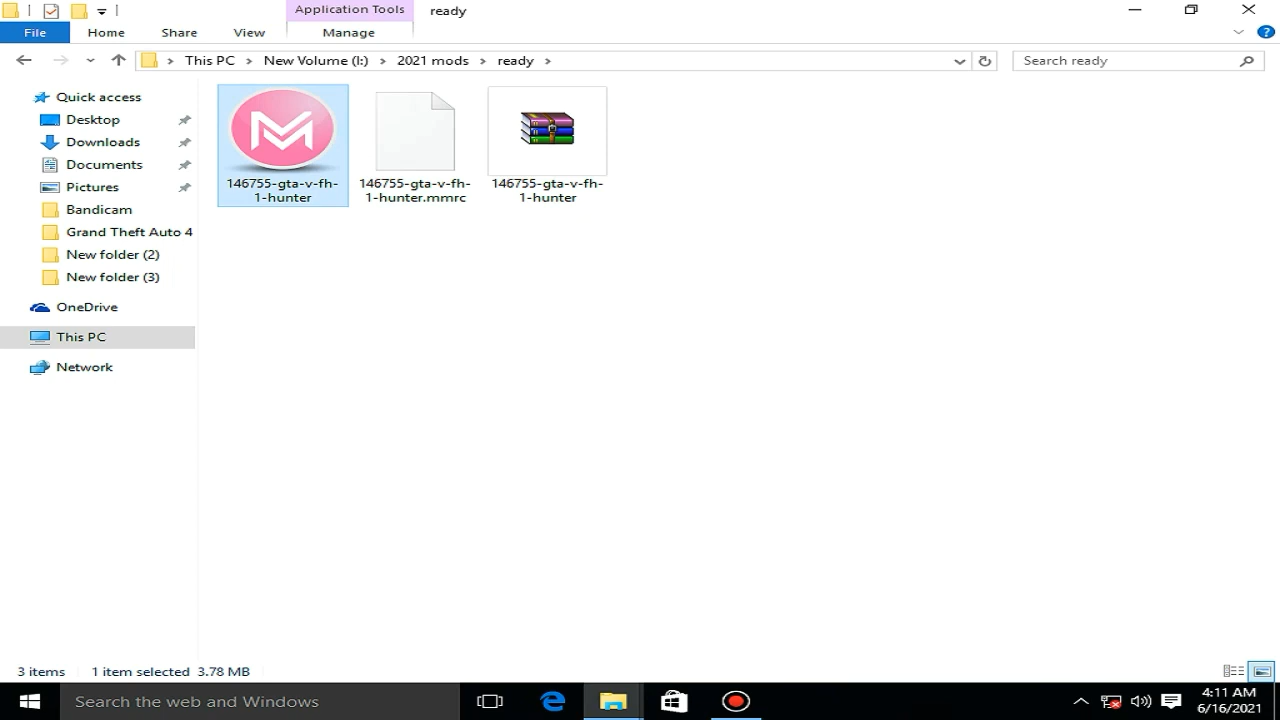 Application Tools
ready
File
Home
Share
View
Manage
This PC
New Volume (I:)
2021 mods
ready
Search ready
Quick access
Desktop
Downloads
Documents
Pictures
Bandicam
Grand Theft Auto 4
New folder (2)
New folder (3)
OneDrive
This PC
Network
146755-gta-v-fh-
1-hunter
146755-gta-v-fh-
1-hunter.mmrc
146755-gta-v-fh-
1-hunter
3 items
1 item selected 3.78 MB
Search the web and Windows
4:11 AM
6/16/2021